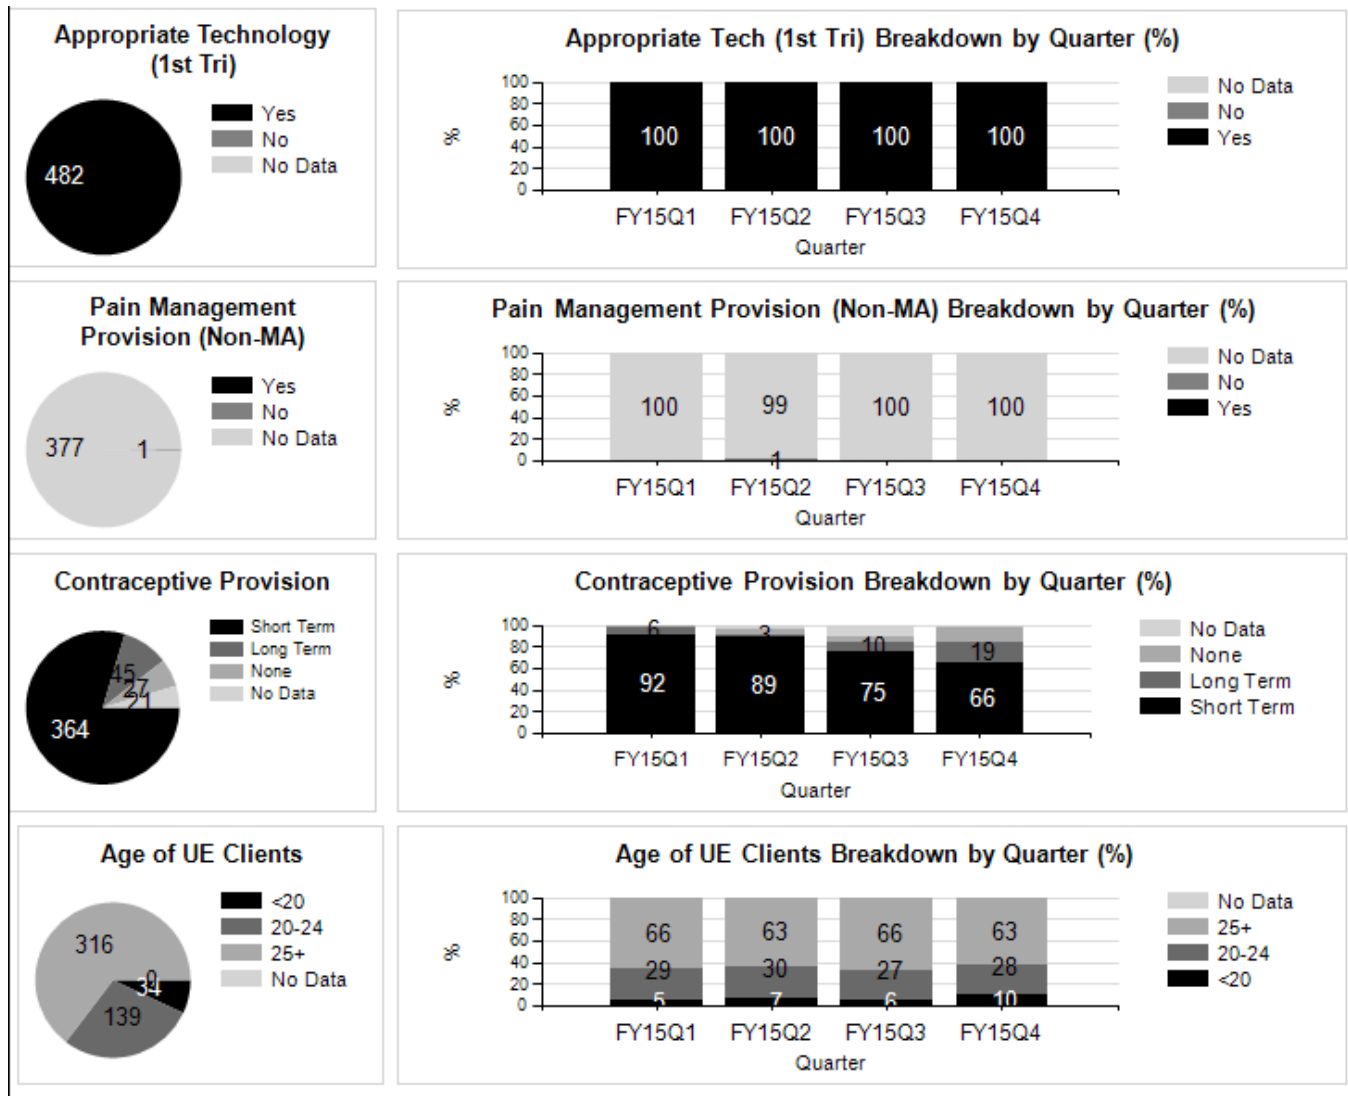 Appropriate Technology
(1st Tri)
Yes
No
No Data
482
Appropriate Tech (1st Tri) Breakdown by Quarter (%)
%
100
80
60
40
20
0
100 100 100 100
FY15Q1 FY15Q2 FY15Q3 FY15Q4
Quarter
No Data
No
Yes
Pain Management
Provision (Non-MA)
Yes
No
No Data
377 1
Pain Management Provision (Non-MA) Breakdown by Quarter (%)
%
100
80
60
40
20
0
100 99 100 100
1
FY15Q1 FY15Q2 FY15Q3 FY15Q4
Quarter
No Data
No
Yes
Contraceptive Provision
Short Term
Long Term
None
No Data
45
27
21
364
Contraceptive Provision Breakdown by Quarter (%)
%
100
80
60
40
20
0
6 3 10 19
92 89 75 66
FY15Q1 FY15Q2 FY15Q3 FY15Q4
Quarter
No Data
None
Long Term
Short Term
Age of UE Clients
<20
20-24
25+
No Data
316
0
34
139
Age of UE Clients Breakdown by Quarter (%)
%
100
80
60
40
20
0
66 63 66 63
29 30 27 28
5 7 6 10
FY15Q1 FY15Q2 FY15Q3 FY15Q4
Quarter
No Data
25+
20-24
<20